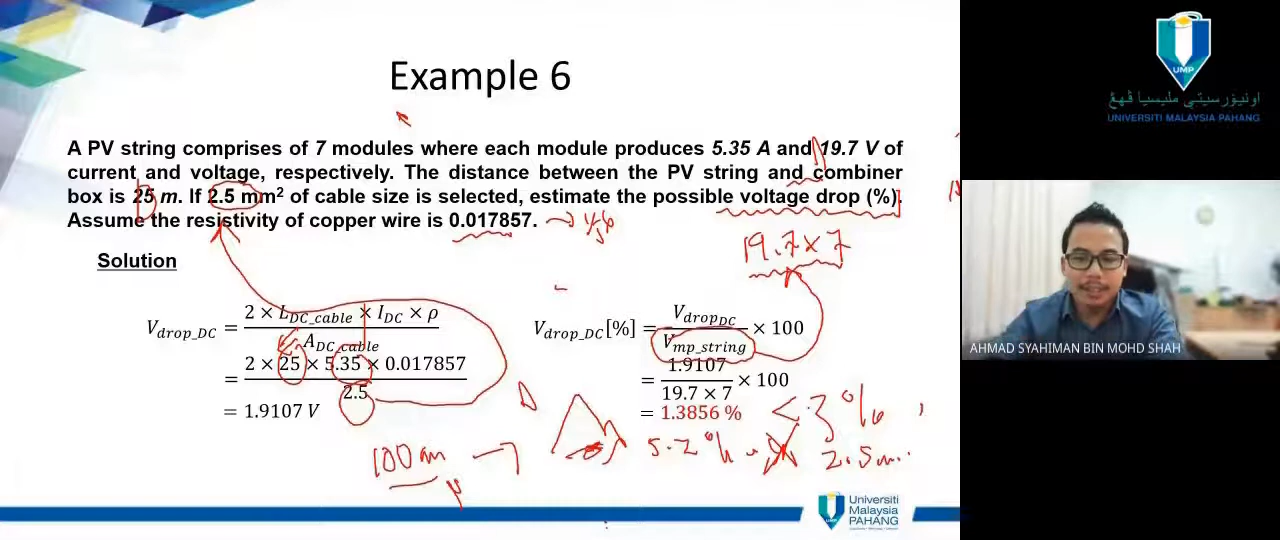 Example 6
UMP
اونيۏرسيتي مليسيا ڤهڠ
UNIVERSITI MALAYSIA PAHANG
A PV string comprises of 7 modules where each module produces 5.35 A and 19.7 V of
current and voltage, respectively. The distance between the PV string and combiner
box is 25 m. If 2.5 mm² of cable size is selected, estimate the possible voltage drop (%).
Assume the resistivity of copper wire is 0.017857.
19.7 × 7
Solution
V_drop_DC = (2 × L_DC_cable × I_DC × ρ) / A_DC_cable
= (2 × 25 × 5.35 × 0.017857) / 2.5
= 1.9107 V
V_drop_DC[%] = V_drop_DC / V_mp_string × 100
= 1.9107 / (19.7 × 7) × 100
= 1.3856 %
< 3 %
100m
5.2 %
2.5m
AHMAD SYAHIMAN BIN MOHD SHAH
UMP
Universiti
Malaysia
PAHANG